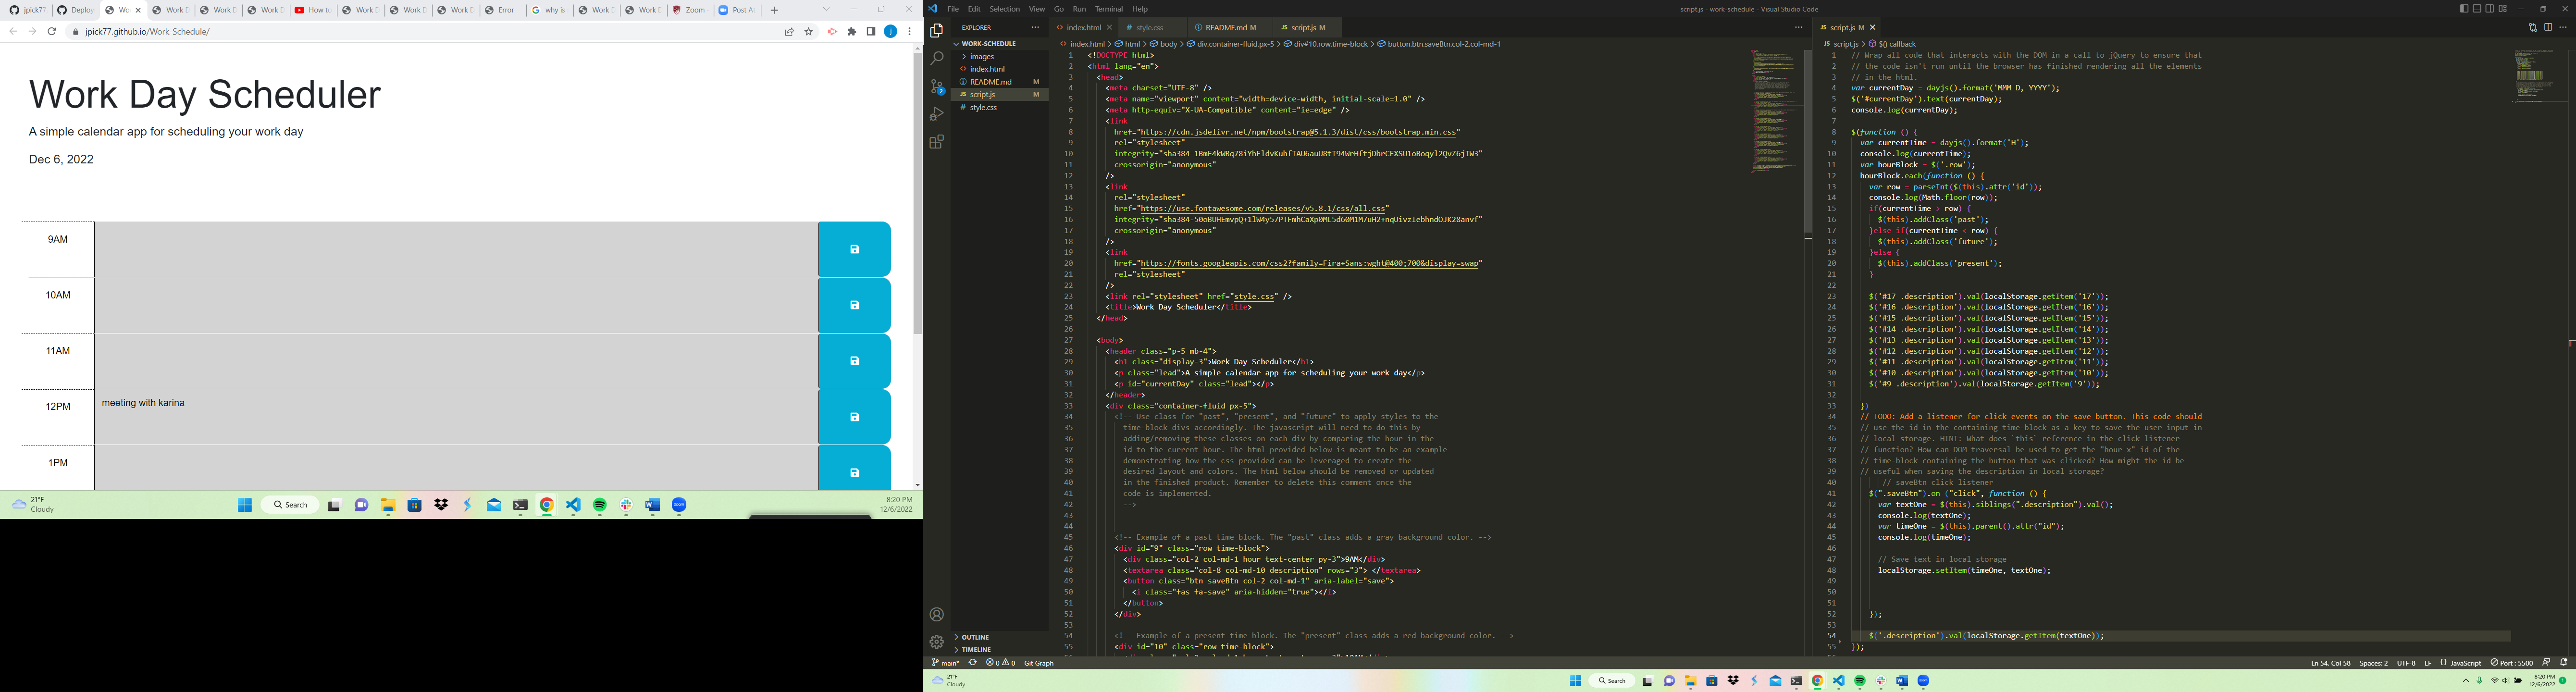 jpick77.
Deploy
Wo
Work D
Work D
Work D
How to
Work D
Work D
Work D
Error
why is
Work D
Work D
Zoom
Post At
jpick77.github.io/Work-Schedule/
Work Day Scheduler
A simple calendar app for scheduling your work day
Dec 6, 2022
9AM
10AM
11AM
12PM
meeting with karina
1PM
21°F
Cloudy
Search
8:20 PM
12/6/2022
File Edit Selection View Go Run Terminal Help
script.js - work-schedule - Visual Studio Code
EXPLORER
WORK-SCHEDULE
images
index.html
README.md M
script.js M
style.css
OUTLINE
TIMELINE
index.html
style.css
README.md M
script.js M
index.html > html > body > div.container-fluid.px-5 > div#10.row.time-block > button.btn.saveBtn.col-2.col-md-1
1 <!DOCTYPE html>
2 <html lang="en">
3 <head>
4 <meta charset="UTF-8" />
5 <meta name="viewport" content="width=device-width, initial-scale=1.0" />
6 <meta http-equiv="X-UA-Compatible" content="ie=edge" />
7 <link
8 href="https://cdn.jsdelivr.net/npm/bootstrap@5.1.3/dist/css/bootstrap.min.css"
9 rel="stylesheet"
10 integrity="sha384-1BmE4kWBq78iYhFldvKuhfTAU6auU8tT94WrHftjDbrCEXSU1oBoqyl2QvZ6jIW3"
11 crossorigin="anonymous"
12 />
13 <link
14 rel="stylesheet"
15 href="https://use.fontawesome.com/releases/v5.8.1/css/all.css"
16 integrity="sha384-50oBUHEmvpQ+1lW4y57PTFmhCaXp0ML5d60M1M7uH2+nqUivzIebhndOJK28anvf"
17 crossorigin="anonymous"
18 />
19 <link
20 href="https://fonts.googleapis.com/css2?family=Fira+Sans:wght@400;700&display=swap"
21 rel="stylesheet"
22 />
23 <link rel="stylesheet" href="style.css" />
24 <title>Work Day Scheduler</title>
25 </head>
26
27 <body>
28 <header class="p-5 mb-4">
29 <h1 class="display-3">Work Day Scheduler</h1>
30 <p class="lead">A simple calendar app for scheduling your work day</p>
31 <p id="currentDay" class="lead"></p>
32 </header>
33 <div class="container-fluid px-5">
34 <!-- Use class for "past", "present", and "future" to apply styles to the
35 time-block divs accordingly. The javascript will need to do this by
36 adding/removing these classes on each div by comparing the hour in the
37 id to the current hour. The html provided below is meant to be an example
38 demonstrating how the css provided can be leveraged to create the
39 desired layout and colors. The html below should be removed or updated
40 in the finished product. Remember to delete this comment once the
41 code is implemented.
42 -->
43
44
45 <!-- Example of a past time block. The "past" class adds a gray background color. -->
46 <div id="9" class="row time-block">
47 <div class="col-2 col-md-1 hour text-center py-3">9AM</div>
48 <textarea class="col-8 col-md-10 description" rows="3"> </textarea>
49 <button class="btn saveBtn col-2 col-md-1" aria-label="save">
50 <i class="fas fa-save" aria-hidden="true"></i>
51 </button>
52 </div>
53
54 <!-- Example of a present time block. The "present" class adds a red background color. -->
55 <div id="10" class="row time-block">
script.js M
script.js > $() callback
1 // Wrap all code that interacts with the DOM in a call to jQuery to ensure that
2 // the code isn't run until the browser has finished rendering all the elements
3 // in the html.
4 var currentDay = dayjs().format('MMM D, YYYY');
5 $('#currentDay').text(currentDay);
6 console.log(currentDay);
7
8 $(function () {
9 var currentTime = dayjs().format('H');
10 console.log(currentTime);
11 var hourBlock = $('.row');
12 hourBlock.each(function () {
13 var row = parseInt($(this).attr('id'));
14 console.log(Math.floor(row));
15 if(currentTime > row) {
16 $(this).addClass('past');
17 }else if(currentTime < row) {
18 $(this).addClass('future');
19 }else {
20 $(this).addClass('present');
21 }
22
23 $('#17 .description').val(localStorage.getItem('17'));
24 $('#16 .description').val(localStorage.getItem('16'));
25 $('#15 .description').val(localStorage.getItem('15'));
26 $('#14 .description').val(localStorage.getItem('14'));
27 $('#13 .description').val(localStorage.getItem('13'));
28 $('#12 .description').val(localStorage.getItem('12'));
29 $('#11 .description').val(localStorage.getItem('11'));
30 $('#10 .description').val(localStorage.getItem('10'));
31 $('#9 .description').val(localStorage.getItem('9'));
32
33 })
34 // TODO: Add a listener for click events on the save button. This code should
35 // use the id in the containing time-block as a key to save the user input in
36 // local storage. HINT: What does `this` reference in the click listener
37 // function? How can DOM traversal be used to get the "hour-x" id of the
38 // time-block containing the button that was clicked? How might the id be
39 // useful when saving the description in local storage?
40 // saveBtn click listener
41 $(".saveBtn").on ("click", function () {
42 var textOne = $(this).siblings(".description").val();
43 console.log(textOne);
44 var timeOne = $(this).parent().attr("id");
45 console.log(timeOne);
46
47 // Save text in local storage
48 localStorage.setItem(timeOne, textOne);
49
50
51
52 });
53
54 $('.description').val(localStorage.getItem(textOne));
55 });
main*
0 0
Git Graph
Ln 54, Col 58 Spaces: 2 UTF-8 LF JavaScript Port : 5500
21°F
Cloudy
Search
8:20 PM
12/6/2022